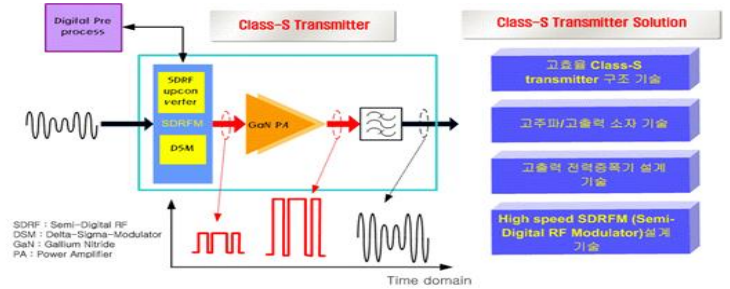 Digital Pre
process
Class-S Transmitter
Class-S Transmitter Solution
SDRF
upcon
verter
SDRFM
DSM
GaN PA
고효율 Class-S
transmitter 구조 기술
고주파/고출력 소자 기술
고출력 전력증폭기 설계
기술
High speed SDRFM (Semi-
Digital RF Modulator)설계
기술
SDRF : Semi-Digital RF
DSM : Delta-Sigma-Modulator
GaN : Gallium Nitride
PA : Power Amplifier
Time domain